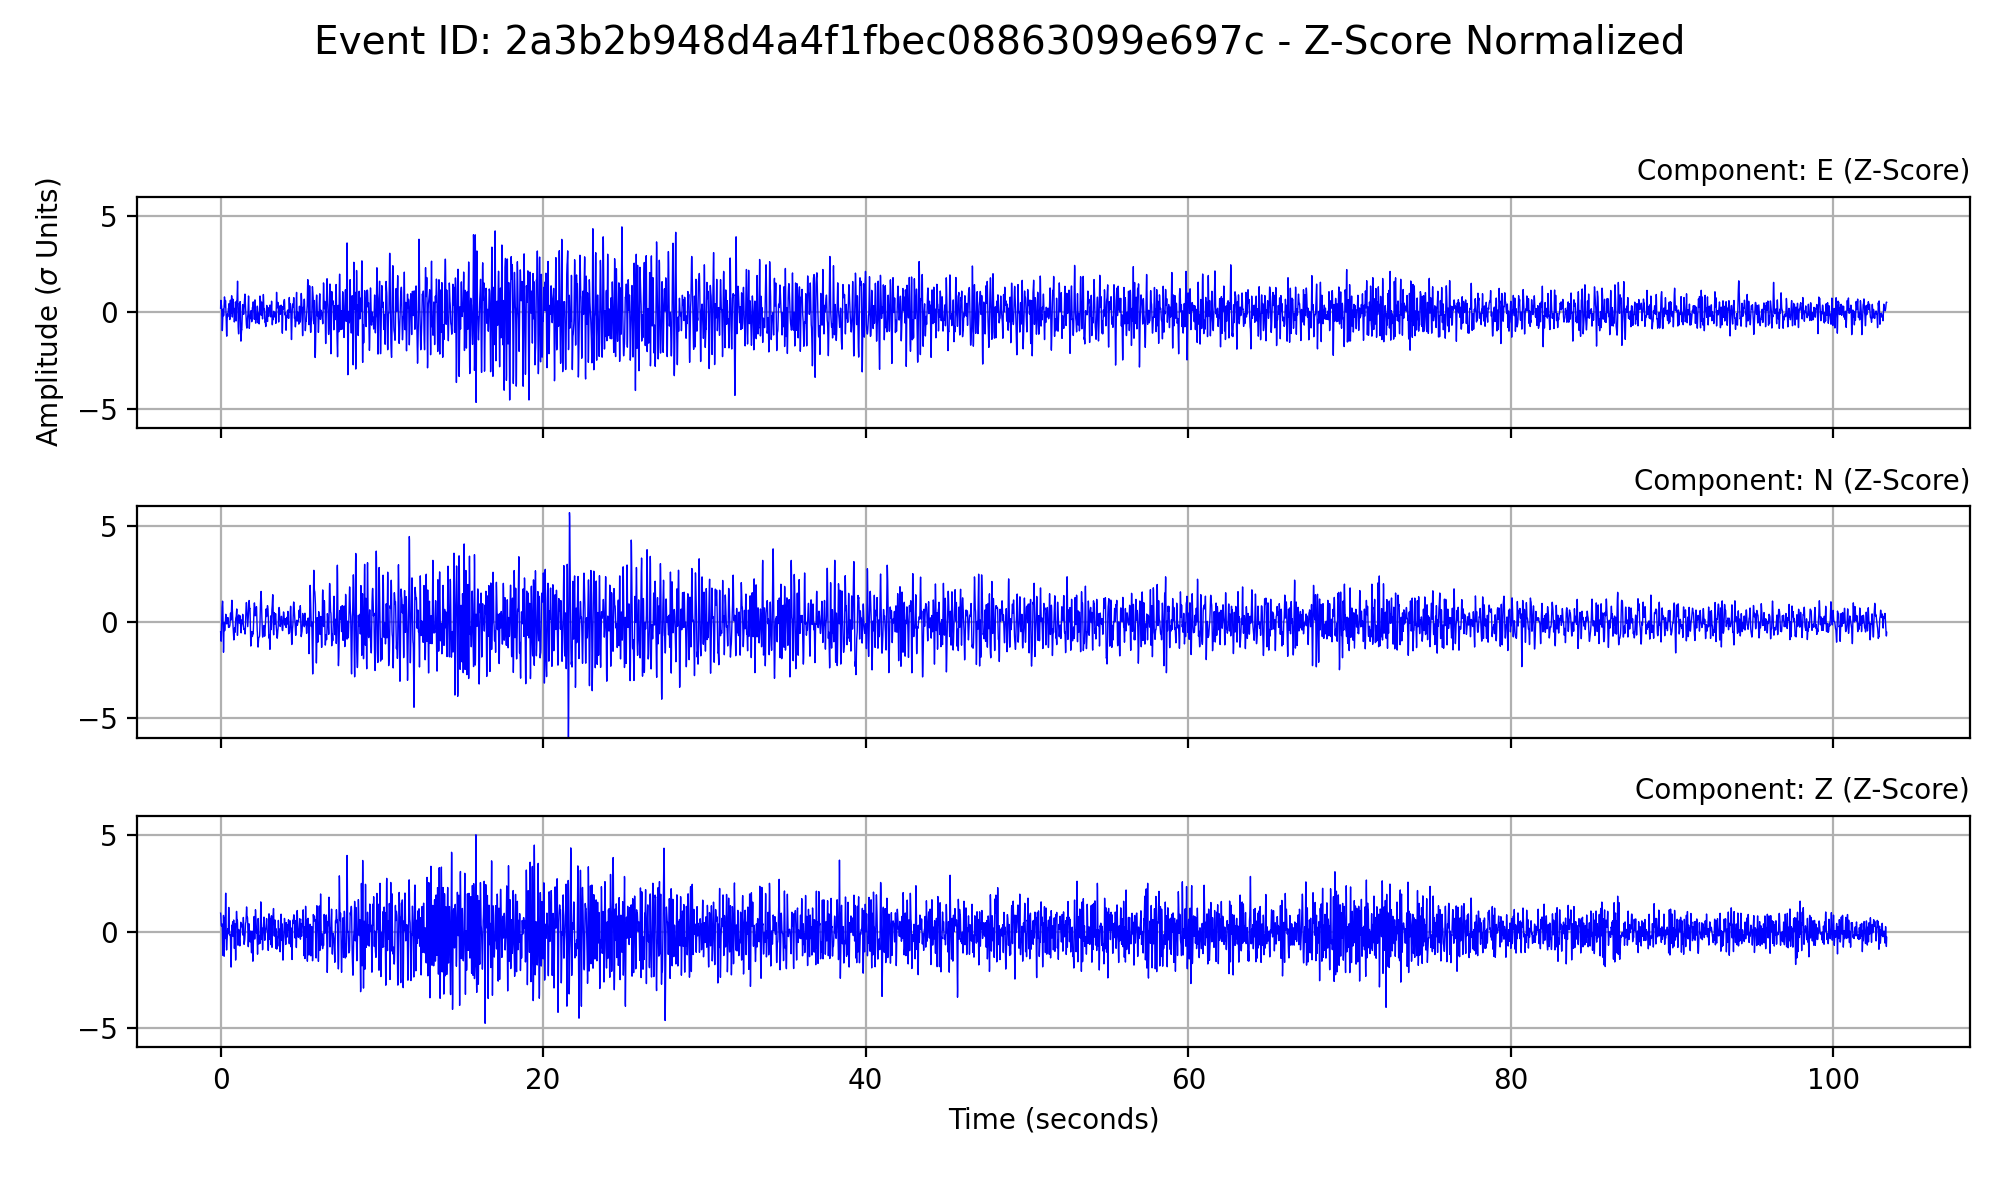 Event ID: 2a3b2b948d4a4f1fbec08863099e697c - Z-Score Normalized
Component: E (Z-Score)
Amplitude (σ Units)
5
0
−5
Component: N (Z-Score)
5
0
−5
Component: Z (Z-Score)
5
0
−5
0 20 40 60 80 100
Time (seconds)